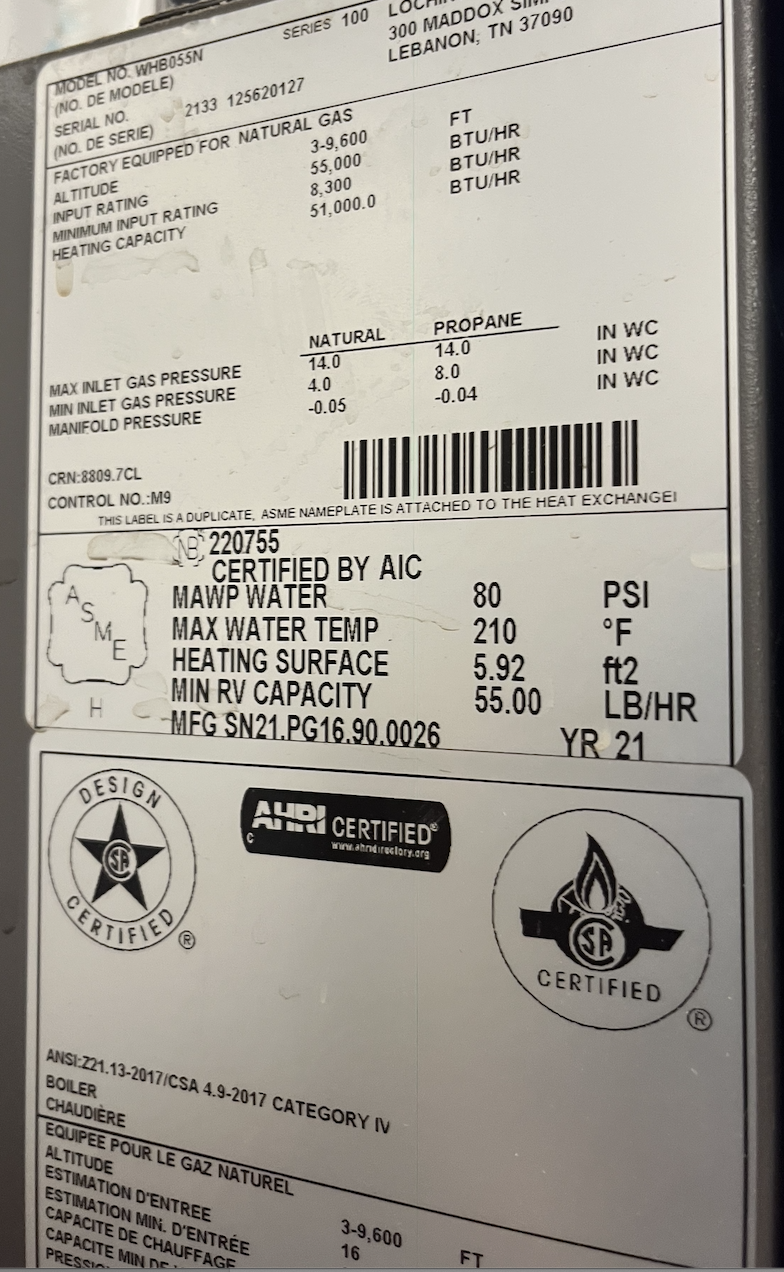 MODEL NO. WHB055N SERIES 100
(NO. DE MODELE) 300 MADDOX
SERIAL NO. LEBANON, TN 37090
(NO. DE SERIE) 2133 125620127
FACTORY EQUIPPED FOR NATURAL GAS
ALTITUDE 3-9,600 FT
INPUT RATING 55,000 BTU/HR
MINIMUM INPUT RATING 8,300 BTU/HR
HEATING CAPACITY 51,000.0 BTU/HR
NATURAL PROPANE
MAX INLET GAS PRESSURE 14.0 14.0 IN WC
MIN INLET GAS PRESSURE 4.0 8.0 IN WC
MANIFOLD PRESSURE -0.05 -0.04 IN WC
CRN:8809.7CL
CONTROL NO.:M9
THIS LABEL IS A DUPLICATE, ASME NAMEPLATE IS ATTACHED TO THE HEAT EXCHANGE
NB 220755
CERTIFIED BY AIC
ASME
H
MAWP WATER 80 PSI
MAX WATER TEMP 210 °F
HEATING SURFACE 5.92 ft2
MIN RV CAPACITY 55.00 LB/HR
MFG SN21.PG16.90.0026 YR 21
DESIGN
SA
CERTIFIED ®
AHRI CERTIFIED®
C www.ahridirectory.org
SA
CERTIFIED ®
ANSI:Z21.13-2017/CSA 4.9-2017 CATEGORY IV
BOILER
CHAUDIÈRE
EQUIPEE POUR LE GAZ NATUREL
ALTITUDE 3-9,600 FT
ESTIMATION D'ENTREE 16
ESTIMATION MIN. D'ENTRÉE
CAPACITE DE CHAUFFAGE
CAPACITE MIN DE